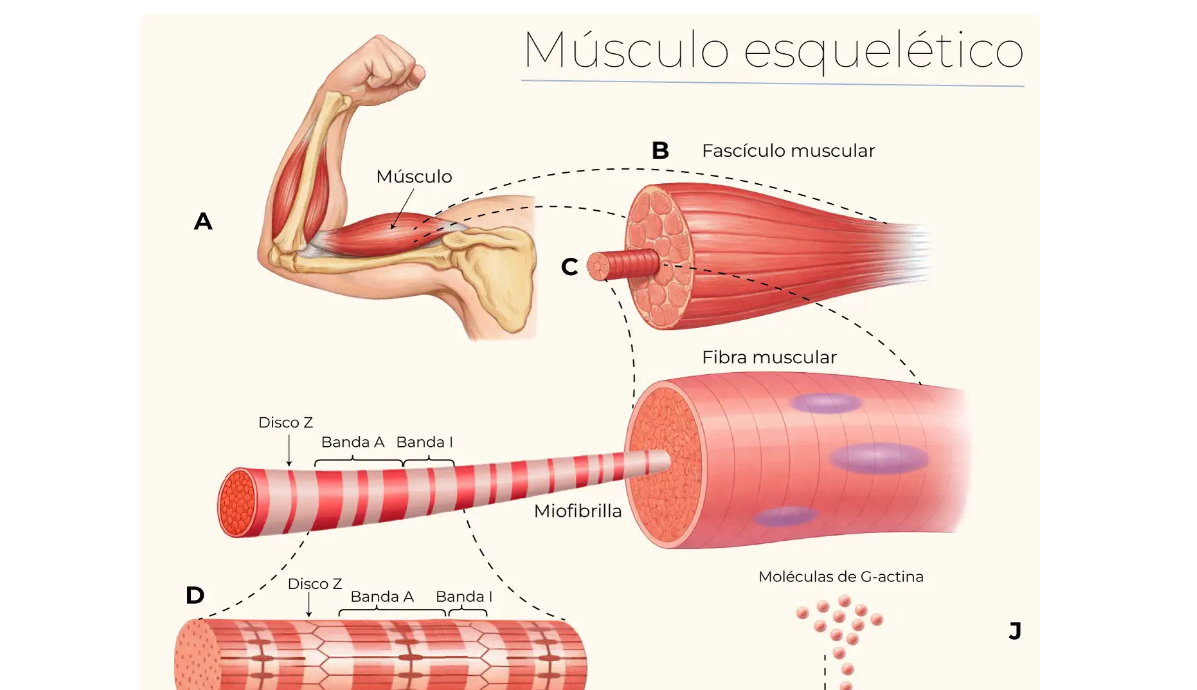 Músculo esquelético
B
Fascículo muscular
Músculo
A
C
Fibra muscular
Disco Z
Banda A
Banda I
Miofibrilla
Moléculas de G-actina
D
Disco Z
Banda A
Banda I
J